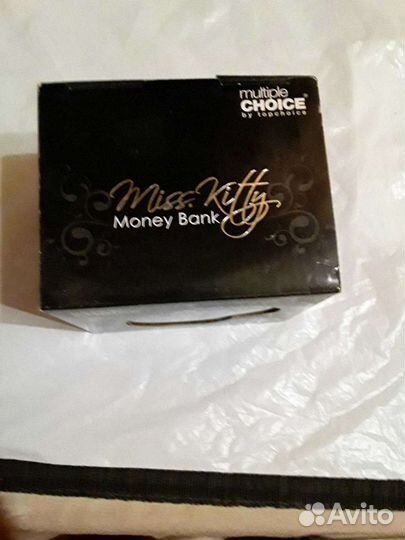 multiple
CHOICE®
by topchoice
Miss Kitty
Money Bank
Avito